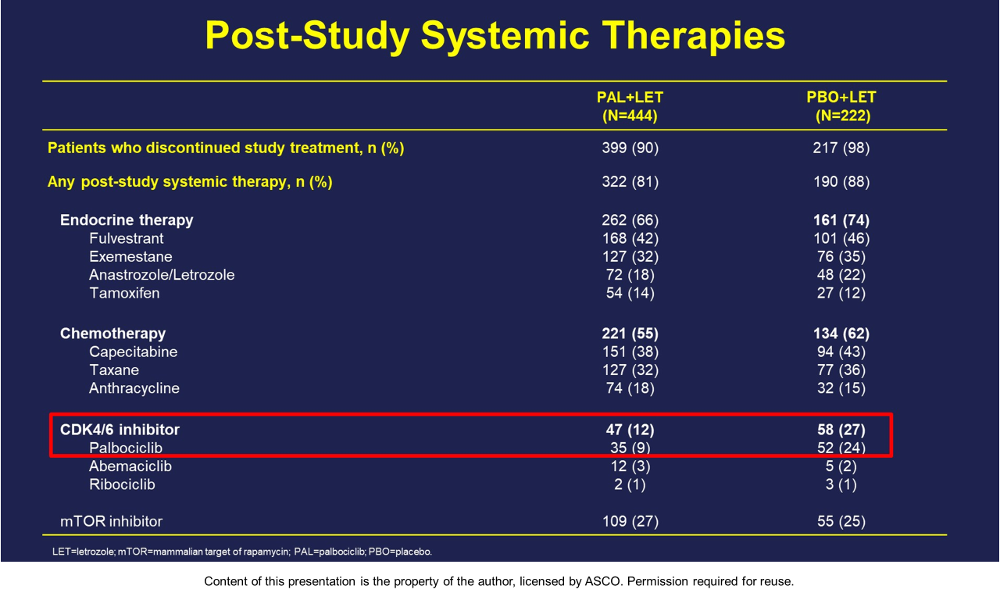 Post-Study Systemic Therapies
PAL+LET (N=444) PBO+LET (N=222)
Patients who discontinued study treatment, n (%) 399 (90) 217 (98)
Any post-study systemic therapy, n (%) 322 (81) 190 (88)
Endocrine therapy 262 (66) 161 (74)
Fulvestrant 168 (42) 101 (46)
Exemestane 127 (32) 76 (35)
Anastrozole/Letrozole 72 (18) 48 (22)
Tamoxifen 54 (14) 27 (12)
Chemotherapy 221 (55) 134 (62)
Capecitabine 151 (38) 94 (43)
Taxane 127 (32) 77 (36)
Anthracycline 74 (18) 32 (15)
CDK4/6 inhibitor 47 (12) 58 (27)
Palbociclib 35 (9) 52 (24)
Abemaciclib 12 (3) 5 (2)
Ribociclib 2 (1) 3 (1)
mTOR inhibitor 109 (27) 55 (25)
LET=letrozole; mTOR=mammalian target of rapamycin; PAL=palbociclib; PBO=placebo.
Content of this presentation is the property of the author, licensed by ASCO. Permission required for reuse.